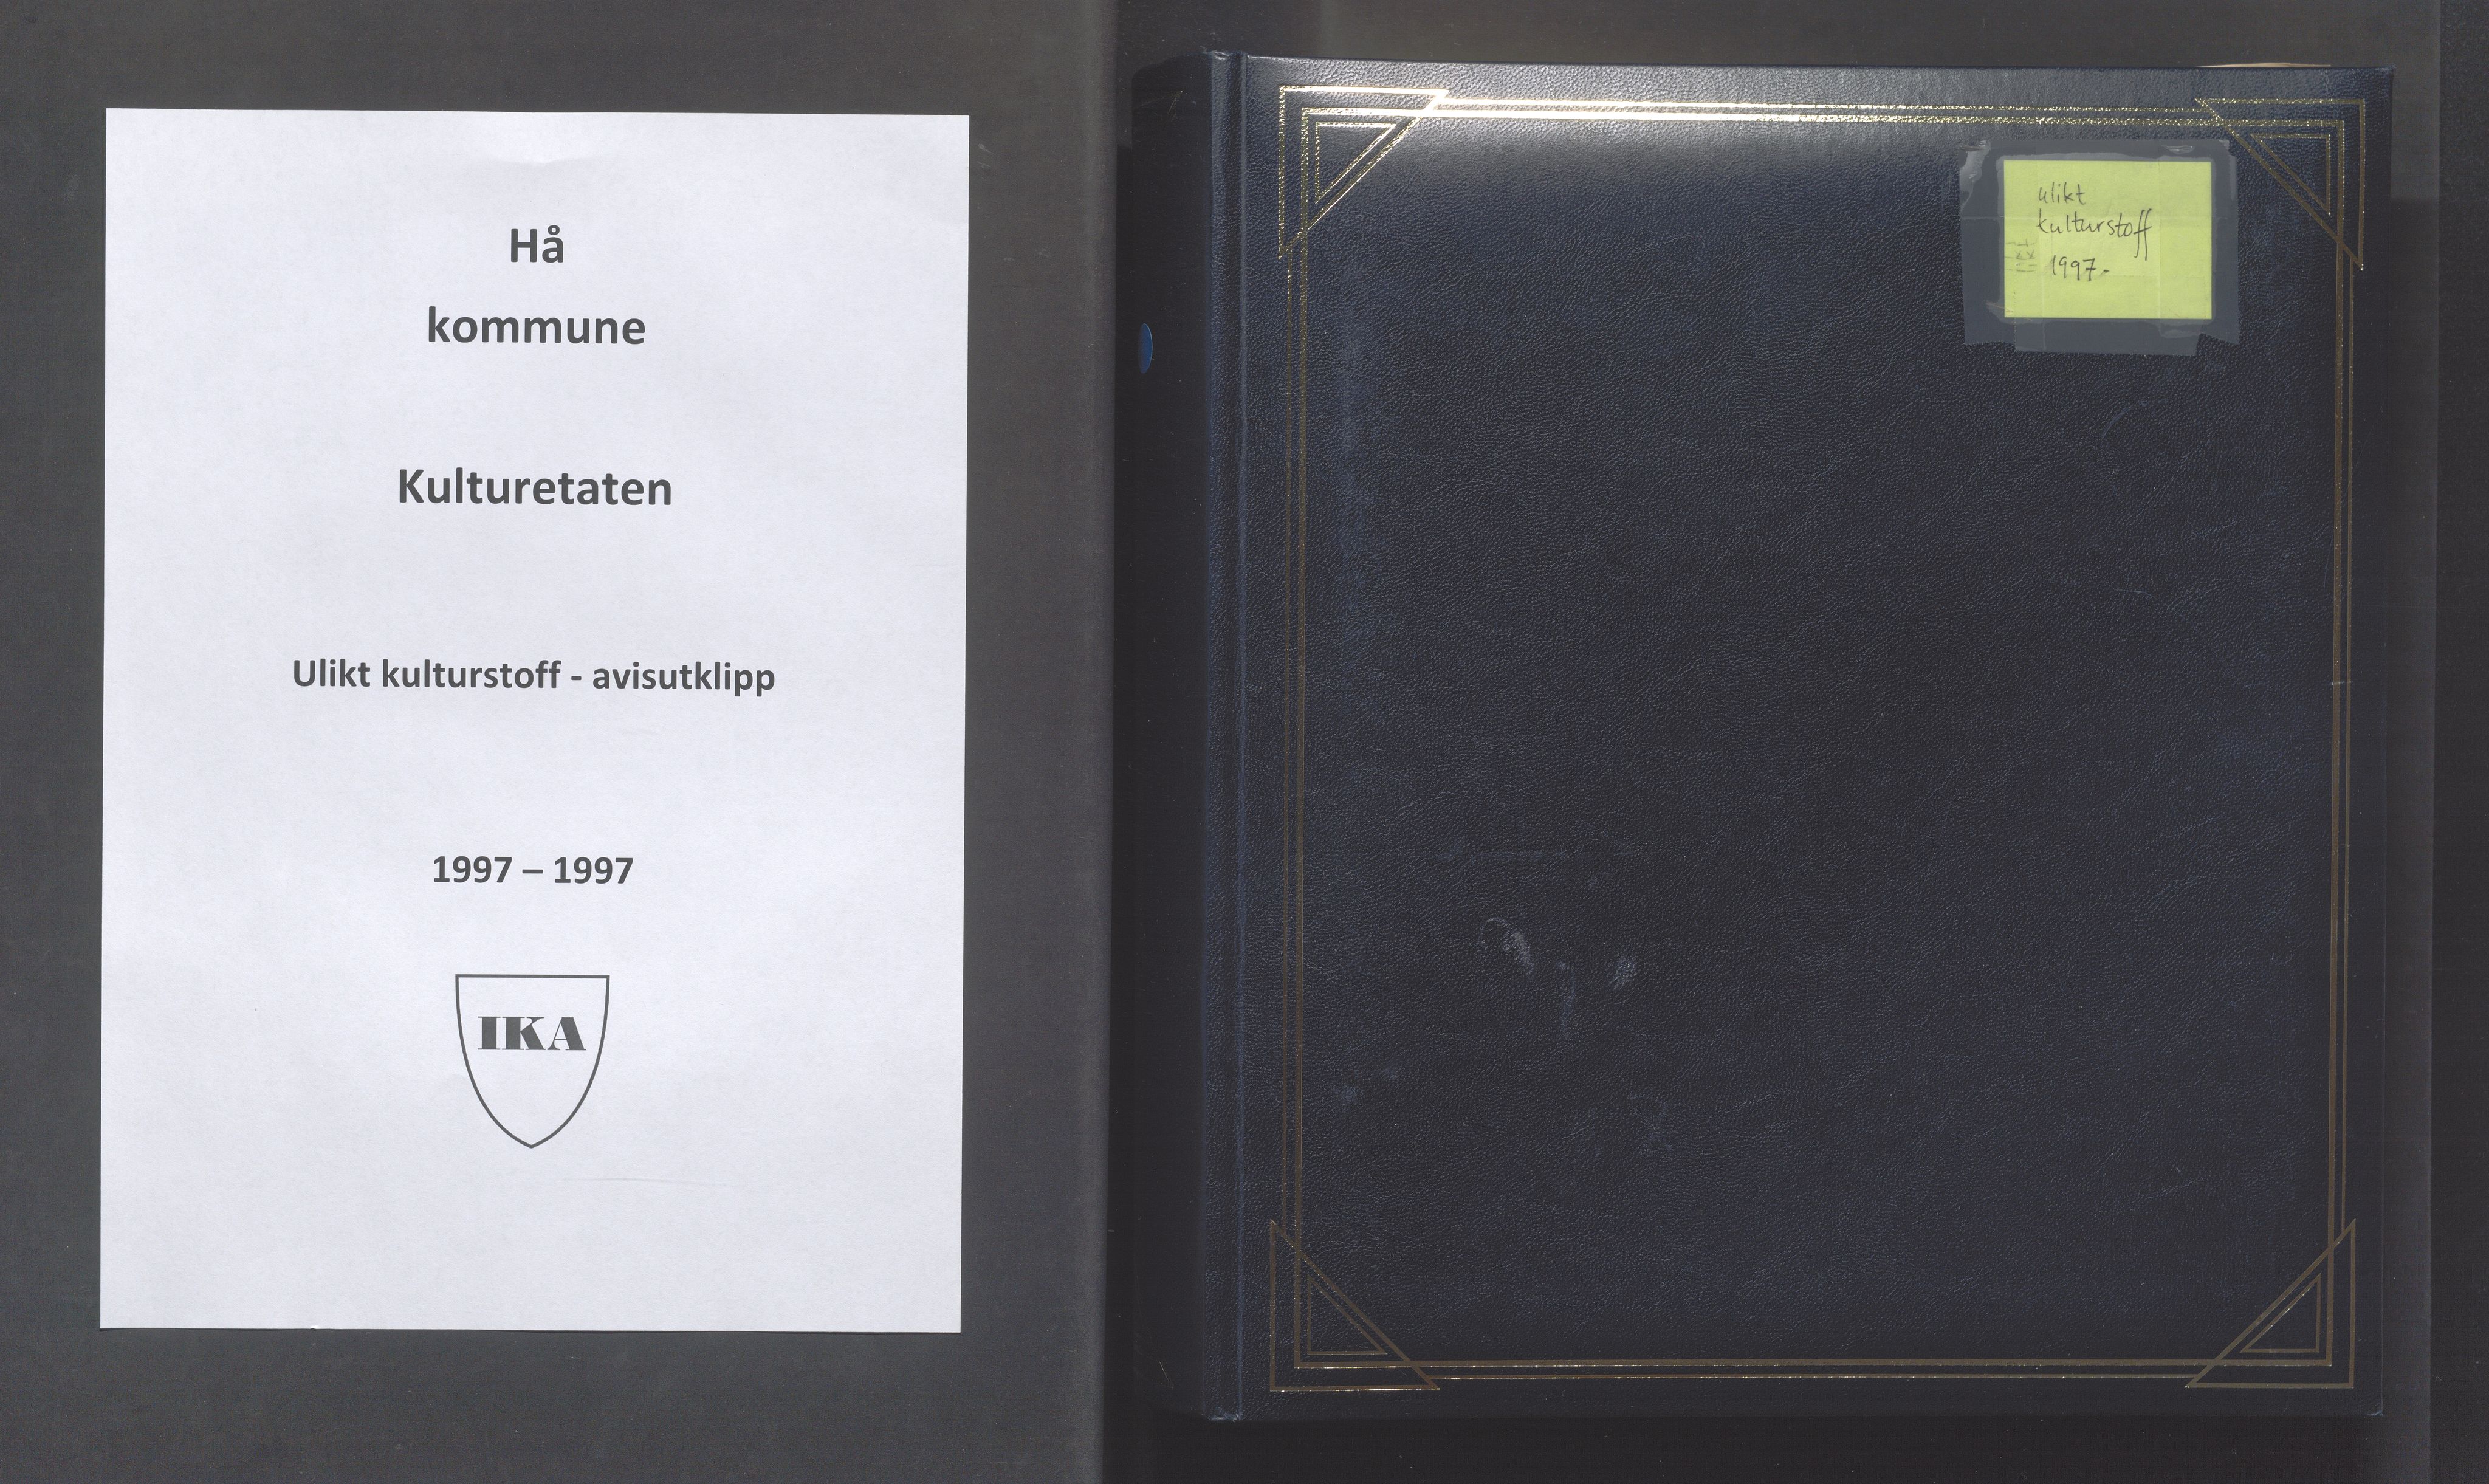 Hå
kommune
Kulturetaten
Ulikt kulturstoff - avisutklipp
1997 – 1997
IKA
ulikt
kulturstoff
1997-